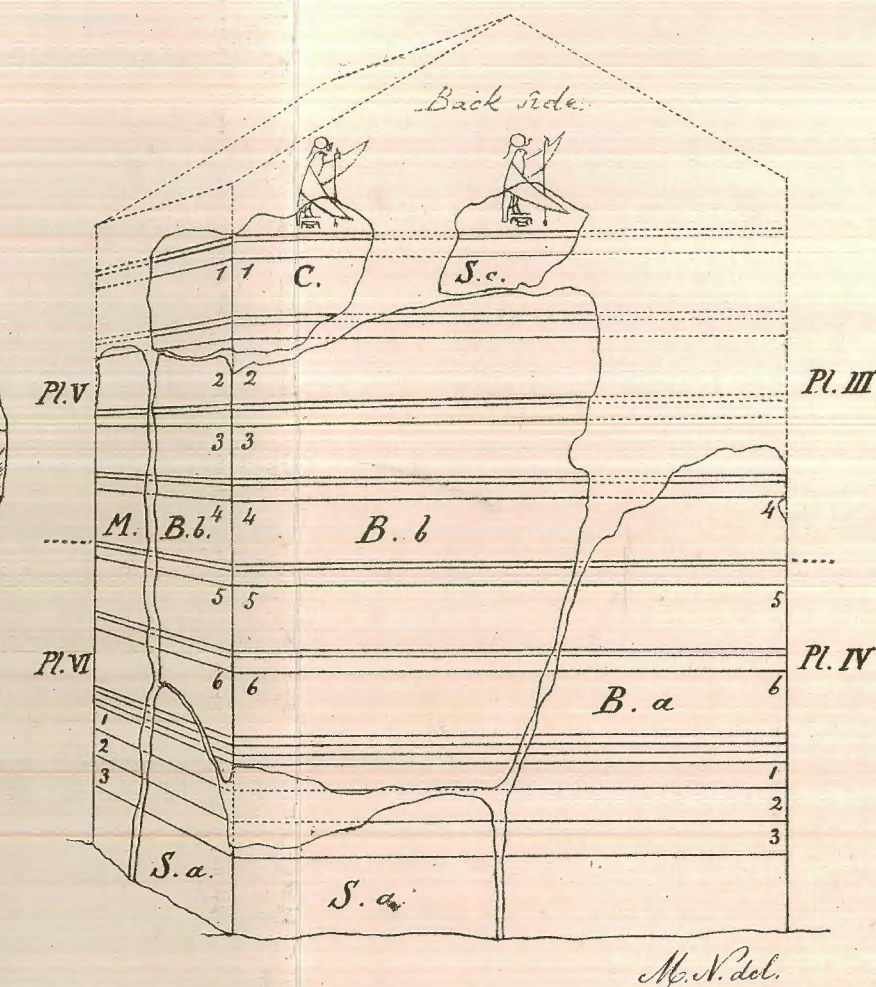 Back side.
1 1 C. S.c.
Pl.V 2 2 Pl.III
3 3
M. B.b. 4 4 B.b 4
5 5 5
Pl.VI 6 6 B.a 6 Pl.IV
1 1
2 2
3 3
S.a. S.a.
M.N.del.